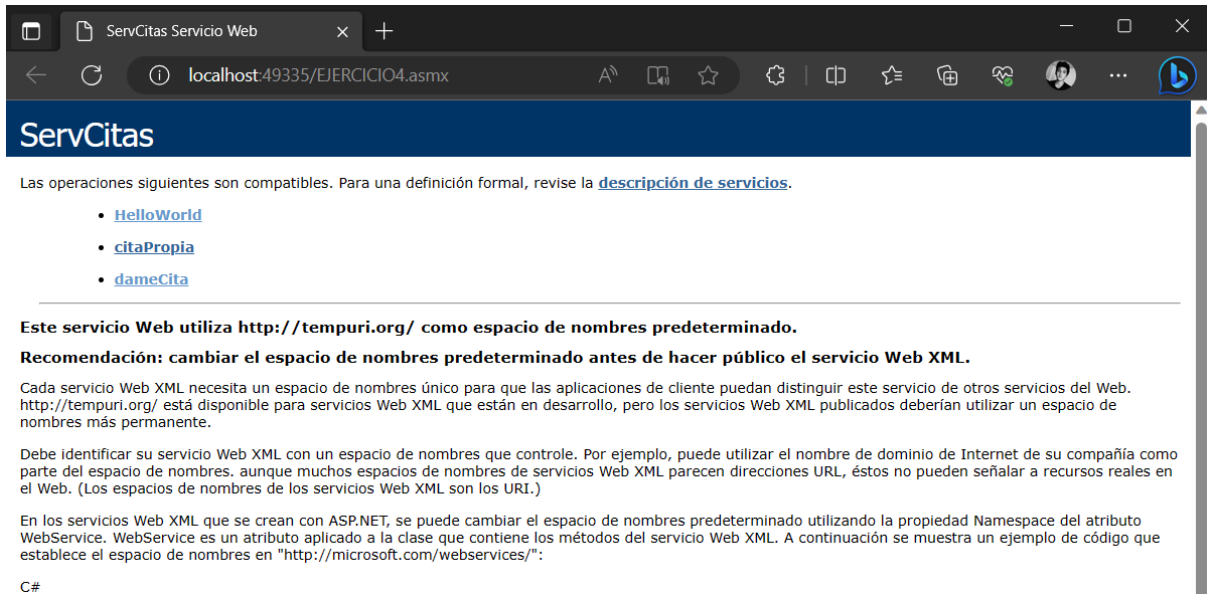 ServCitas Servicio Web
localhost:49335/EJERCICIO4.asmx
ServCitas
Las operaciones siguientes son compatibles. Para una definición formal, revise la descripción de servicios.
• HelloWorld
• citaPropia
• dameCita
Este servicio Web utiliza http://tempuri.org/ como espacio de nombres predeterminado.
Recomendación: cambiar el espacio de nombres predeterminado antes de hacer público el servicio Web XML.
Cada servicio Web XML necesita un espacio de nombres único para que las aplicaciones de cliente puedan distinguir este servicio de otros servicios del Web.
http://tempuri.org/ está disponible para servicios Web XML que están en desarrollo, pero los servicios Web XML publicados deberían utilizar un espacio de
nombres más permanente.
Debe identificar su servicio Web XML con un espacio de nombres que controle. Por ejemplo, puede utilizar el nombre de dominio de Internet de su compañía como
parte del espacio de nombres. aunque muchos espacios de nombres de servicios Web XML parecen direcciones URL, éstos no pueden señalar a recursos reales en
el Web. (Los espacios de nombres de los servicios Web XML son los URI.)
En los servicios Web XML que se crean con ASP.NET, se puede cambiar el espacio de nombres predeterminado utilizando la propiedad Namespace del atributo
WebService. WebService es un atributo aplicado a la clase que contiene los métodos del servicio Web XML. A continuación se muestra un ejemplo de código que
establece el espacio de nombres en "http://microsoft.com/webservices/":
C#